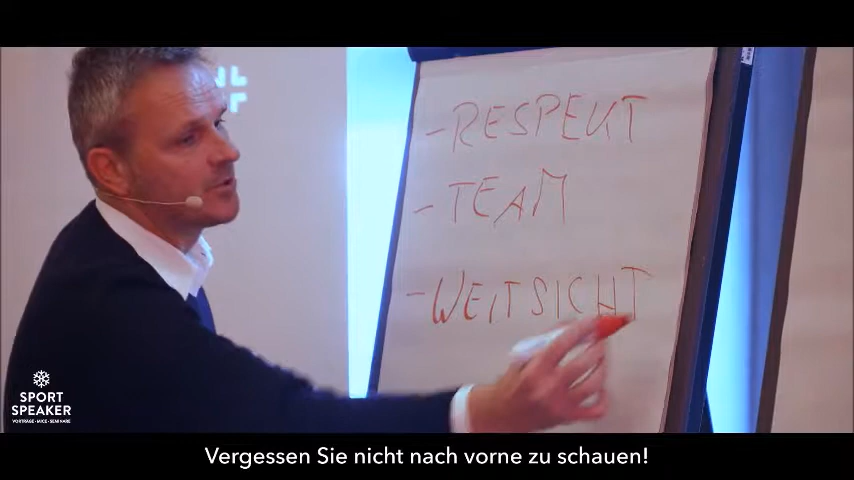 - RESPEKT
- TEAM
- WEITSICHT
SPORT
SPEAKER
VORTRÄGE • MICE • SEMINARE
Vergessen Sie nicht nach vorne zu schauen!